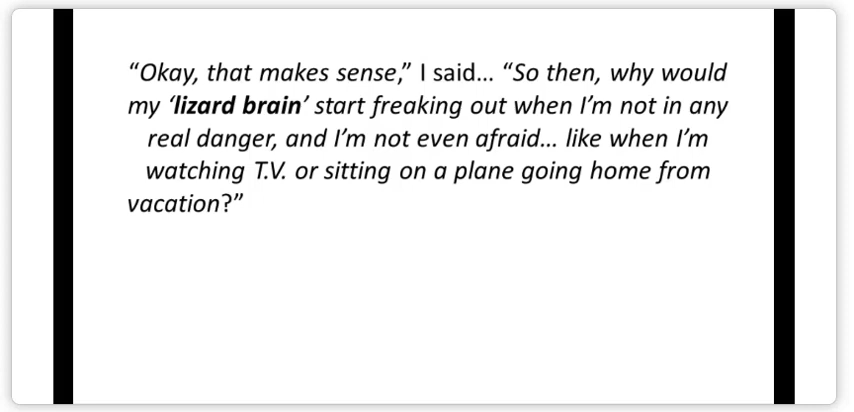 “Okay, that makes sense,” I said... “So then, why would
my ‘lizard brain’ start freaking out when I’m not in any
real danger, and I’m not even afraid... like when I’m
watching T.V. or sitting on a plane going home from
vacation?”